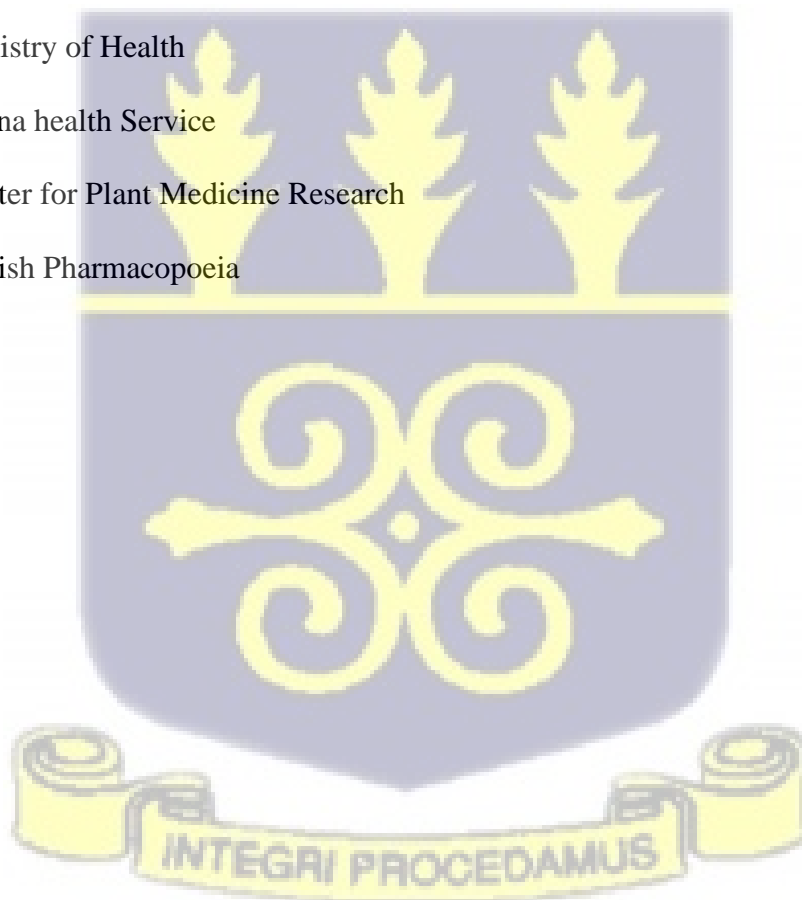 istry of Health
na health Service
ter for Plant Medicine Research
ish Pharmacopoeia
INTEGRI PROCEDAMUS